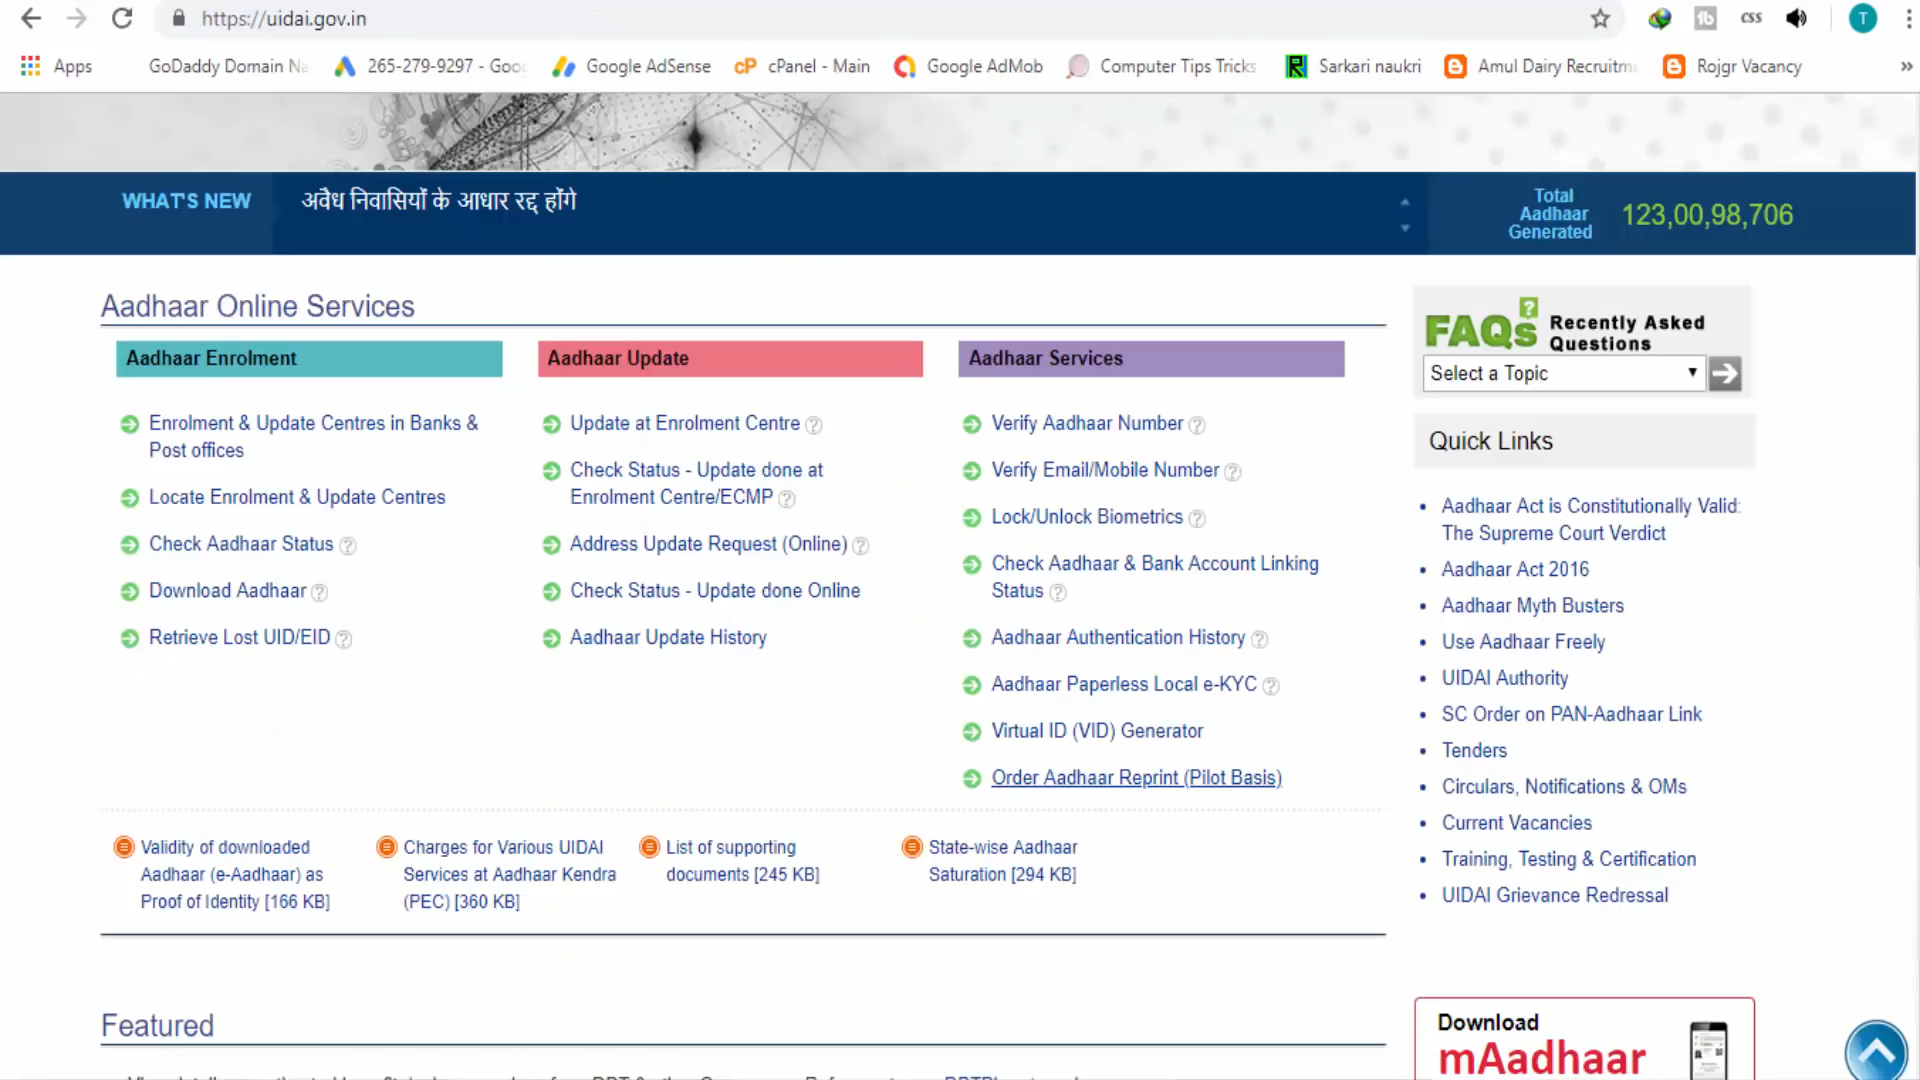 https://uidai.gov.in
CSS
T
Apps
GoDaddy Domain Na
265-279-9297 - Goog
Google AdSense
cP
cPanel - Main
Google AdMob
Computer Tips Tricks
Sarkari naukri
Amul Dairy Recruitme
Rojgr Vacancy
»
WHAT'S NEW
अवैध निवासियों के आधार रद्द होंगे
Total
Aadhaar
Generated
123,00,98,706
Aadhaar Online Services
Aadhaar Enrolment
Enrolment & Update Centres in Banks &
Post offices
Locate Enrolment & Update Centres
Check Aadhaar Status ?
Download Aadhaar ?
Retrieve Lost UID/EID ?
Aadhaar Update
Update at Enrolment Centre ?
Check Status - Update done at
Enrolment Centre/ECMP ?
Address Update Request (Online) ?
Check Status - Update done Online
Aadhaar Update History
Aadhaar Services
Verify Aadhaar Number ?
Verify Email/Mobile Number ?
Lock/Unlock Biometrics ?
Check Aadhaar & Bank Account Linking
Status ?
Aadhaar Authentication History ?
Aadhaar Paperless Local e-KYC ?
Virtual ID (VID) Generator
Order Aadhaar Reprint (Pilot Basis)
Validity of downloaded
Aadhaar (e-Aadhaar) as
Proof of Identity [166 KB]
Charges for Various UIDAI
Services at Aadhaar Kendra
(PEC) [360 KB]
List of supporting
documents [245 KB]
State-wise Aadhaar
Saturation [294 KB]
Featured
FAQs ?
Recently Asked
Questions
Select a Topic
Quick Links
Aadhaar Act is Constitutionally Valid:
The Supreme Court Verdict
Aadhaar Act 2016
Aadhaar Myth Busters
Use Aadhaar Freely
UIDAI Authority
SC Order on PAN-Aadhaar Link
Tenders
Circulars, Notifications & OMs
Current Vacancies
Training, Testing & Certification
UIDAI Grievance Redressal
Download
mAadhaar